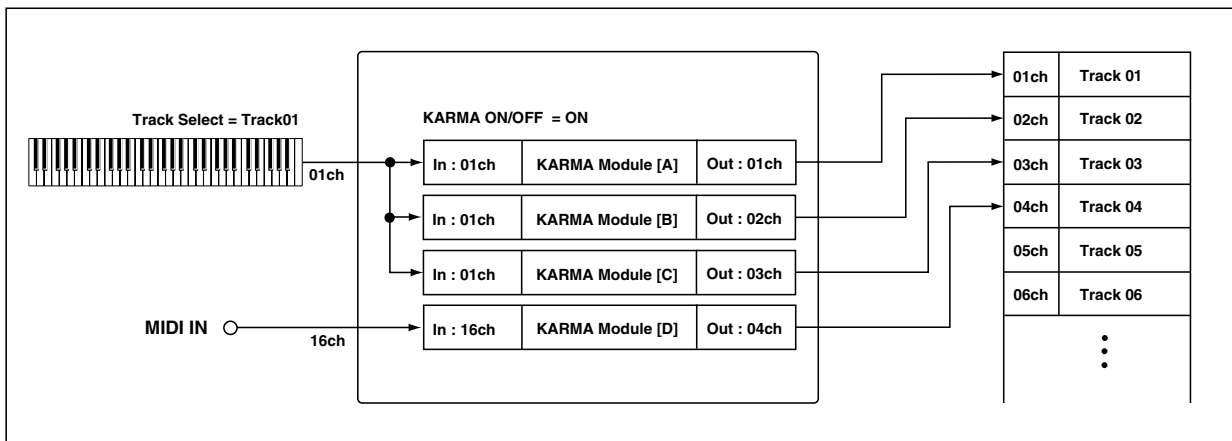 Track Select = Track01
01ch
KARMA ON/OFF = ON
In : 01ch KARMA Module [A] Out : 01ch
In : 01ch KARMA Module [B] Out : 02ch
In : 01ch KARMA Module [C] Out : 03ch
MIDI IN
16ch
In : 16ch KARMA Module [D] Out : 04ch
01ch Track 01
02ch Track 02
03ch Track 03
04ch Track 04
05ch Track 05
06ch Track 06